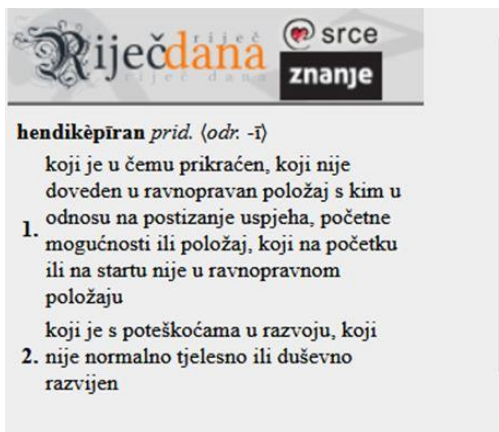 Riječdana
riječ
riječ dana
srce
znanje
hendikèpīran prid. ⟨odr. -ī⟩
koji je u čemu prikraćen, koji nije
doveden u ravnopravan položaj s kim u
1. odnosu na postizanje uspjeha, početne
mogućnosti ili položaj, koji na početku
ili na startu nije u ravnopravnom
položaju
koji je s poteškoćama u razvoju, koji
2. nije normalno tjelesno ili duševno
razvijen